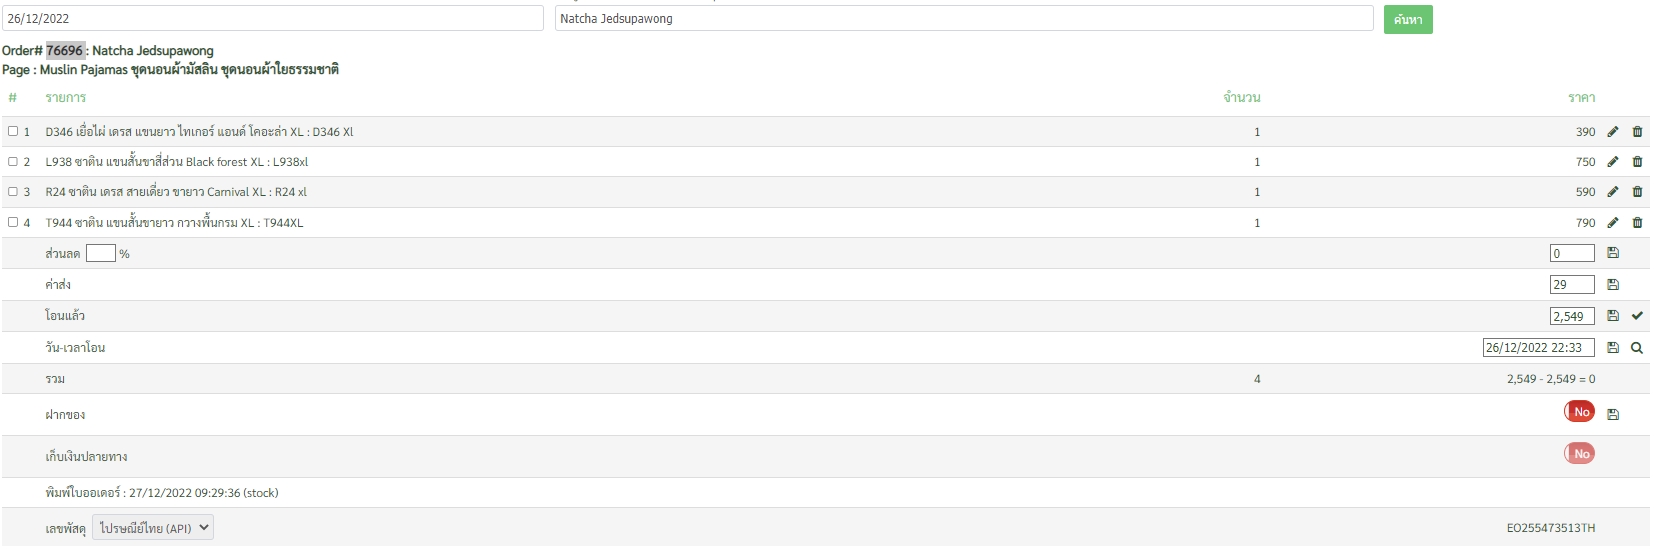 26/12/2022 Natcha Jedsupawong ค้นหา
Order# 76696 : Natcha Jedsupawong
Page : Muslin Pajamas ชุดนอนผ้ามัสลิน ชุดนอนผ้าใยธรรมชาติ
# รายการ จำนวน ราคา
1 D346 เยื่อไผ่ เดรส แขนยาว ไทเกอร์ แอนด์ โคอะล่า XL : D346 Xl 1 390
2 L938 ซาติน แขนสั้นขาสี่ส่วน Black forest XL : L938xl 1 750
3 R24 ซาติน เดรส สายเดี่ยว ขายาว Carnival XL : R24 xl 1 590
4 T944 ซาติน แขนสั้นขายาว กวางพื้นกรม XL : T944XL 1 790
ส่วนลด % 0
ค่าส่ง 29
โอนแล้ว 2,549
วัน-เวลาโอน 26/12/2022 22:33
รวม 4 2,549 - 2,549 = 0
ฝากของ No
เก็บเงินปลายทาง No
พิมพ์ใบออเดอร์ : 27/12/2022 09:29:36 (stock)
เลขพัสดุ ไปรษณีย์ไทย (API) EO255473513TH